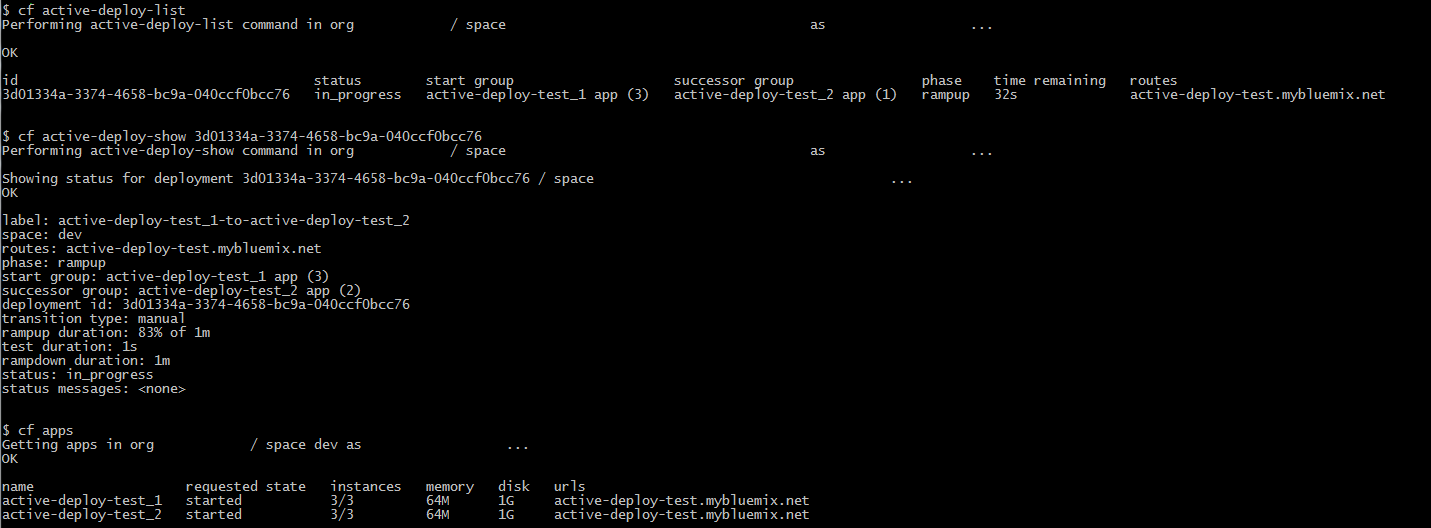 $ cf active-deploy-list
Performing active-deploy-list command in org / space as ...
OK
id status start group successor group phase time remaining routes
3d01334a-3374-4658-bc9a-040ccf0bcc76 in_progress active-deploy-test_1 app (3) active-deploy-test_2 app (1) rampup 32s active-deploy-test.mybluemix.net
$ cf active-deploy-show 3d01334a-3374-4658-bc9a-040ccf0bcc76
Performing active-deploy-show command in org / space as ...
Showing status for deployment 3d01334a-3374-4658-bc9a-040ccf0bcc76 / space ...
OK
label: active-deploy-test_1-to-active-deploy-test_2
space: dev
routes: active-deploy-test.mybluemix.net
phase: rampup
start group: active-deploy-test_1 app (3)
successor group: active-deploy-test_2 app (2)
deployment id: 3d01334a-3374-4658-bc9a-040ccf0bcc76
transition type: manual
rampup duration: 83% of 1m
test duration: 1s
rampdown duration: 1m
status: in_progress
status messages: <none>
$ cf apps
Getting apps in org / space dev as ...
OK
name requested state instances memory disk urls
active-deploy-test_1 started 3/3 64M 1G active-deploy-test.mybluemix.net
active-deploy-test_2 started 3/3 64M 1G active-deploy-test.mybluemix.net